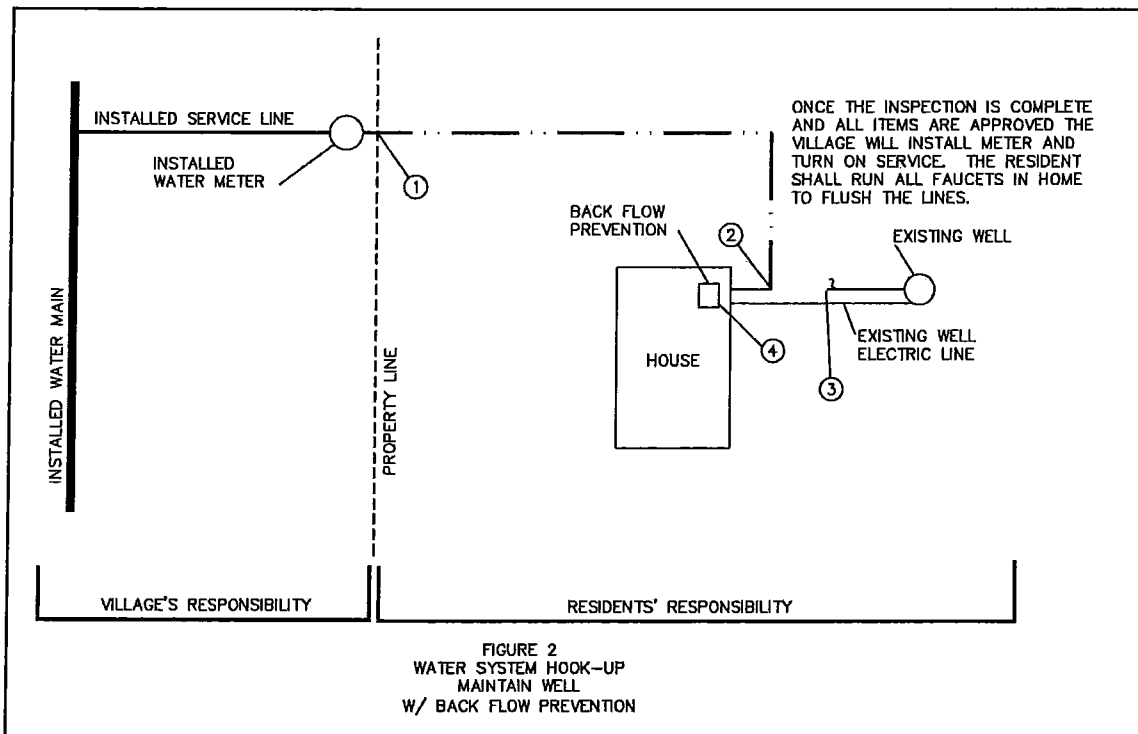 INSTALLED SERVICE LINE
INSTALLED
WATER METER
1
ONCE THE INSPECTION IS COMPLETE
AND ALL ITEMS ARE APPROVED THE
VILLAGE WILL INSTALL METER AND
TURN ON SERVICE. THE RESIDENT
SHALL RUN ALL FAUCETS IN HOME
TO FLUSH THE LINES.
BACK FLOW
PREVENTION
2
EXISTING WELL
EXISTING WELL
ELECTRIC LINE
HOUSE
4
3
INSTALLED WATER MAIN
PROPERTY LINE
VILLAGE'S RESPONSIBILITY
RESIDENTS' RESPONSIBILITY
FIGURE 2
WATER SYSTEM HOOK-UP
MAINTAIN WELL
W/ BACK FLOW PREVENTION